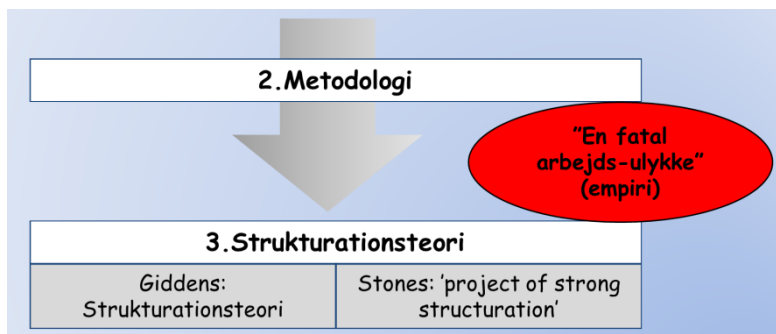 2.Metodologi
”En fatal
arbejds-ulykke”
(empiri)
3.Strukturationsteori
Giddens:
Strukturationsteori
Stones: ’project of strong
structuration’